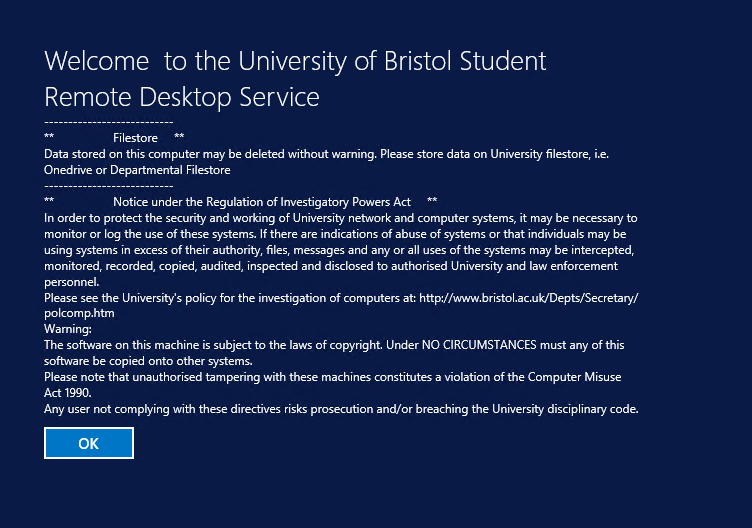 Welcome  to the University of Bristol Student
Remote Desktop Service
---------------------------
**                Filestore     **
Data stored on this computer may be deleted without warning. Please store data on University filestore, i.e.
Onedrive or Departmental Filestore
---------------------------
**                Notice under the Regulation of Investigatory Powers Act     **
In order to protect the security and working of University network and computer systems, it may be necessary to
monitor or log the use of these systems. If there are indications of abuse of systems or that individuals may be
using systems in excess of their authority, files, messages and any or all uses of the systems may be intercepted,
monitored, recorded, copied, audited, inspected and disclosed to authorised University and law enforcement
personnel.
Please see the University's policy for the investigation of computers at: http://www.bristol.ac.uk/Depts/Secretary/
polcomp.htm
Warning:
The software on this machine is subject to the laws of copyright. Under NO CIRCUMSTANCES must any of this
software be copied onto other systems.
Please note that unauthorised tampering with these machines constitutes a violation of the Computer Misuse
Act 1990.
Any user not complying with these directives risks prosecution and/or breaching the University disciplinary code.
OK